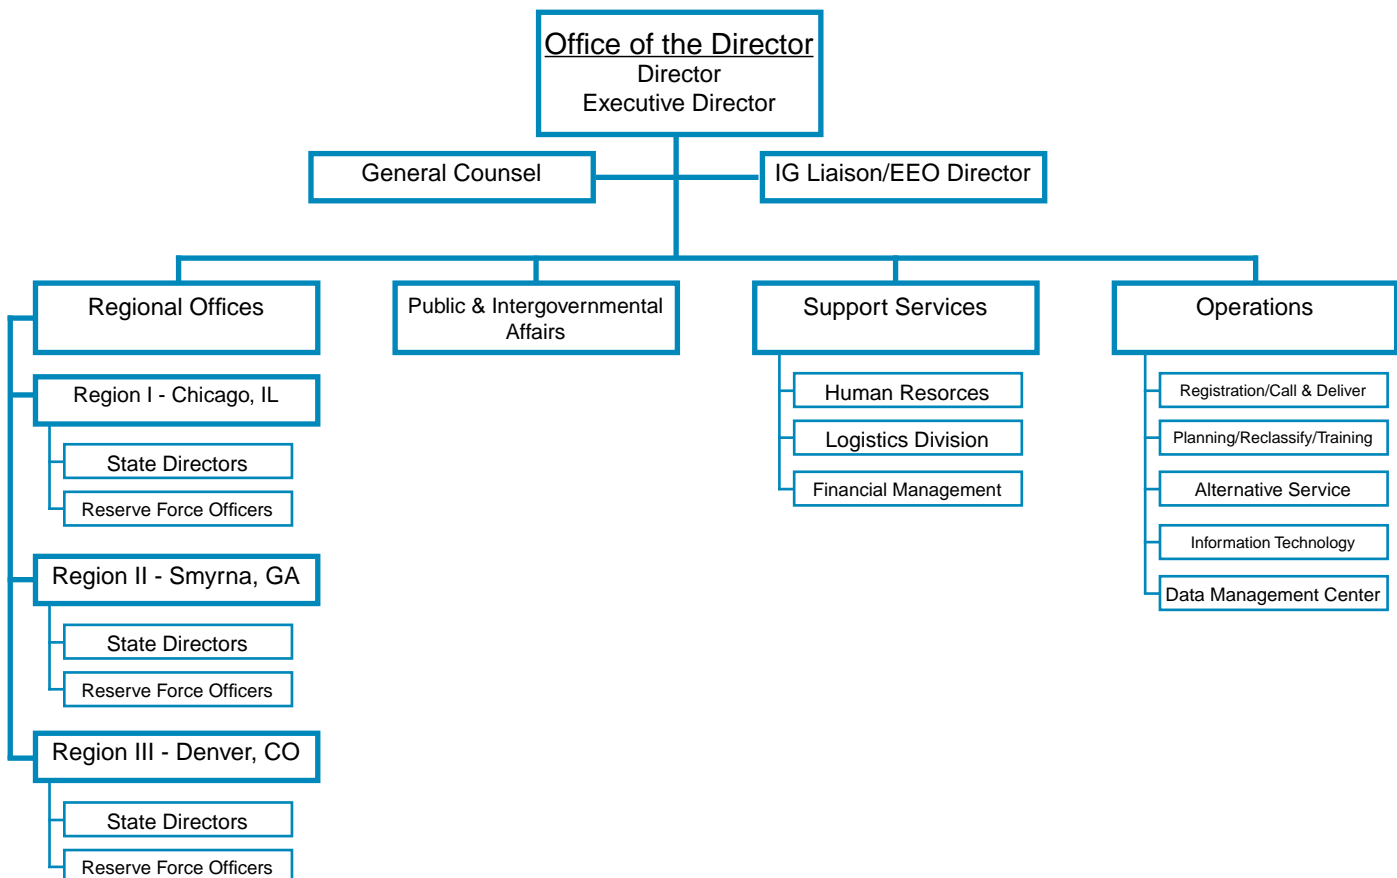 Office of the Director
Director
Executive Director
General Counsel
IG Liaison/EEO Director
Regional Offices
Public & Intergovernmental
Affairs
Support Services
Operations
Region I - Chicago, IL
State Directors
Reserve Force Officers
Region II - Smyrna, GA
State Directors
Reserve Force Officers
Region III - Denver, CO
State Directors
Reserve Force Officers
Human Resorces
Logistics Division
Financial Management
Registration/Call & Deliver
Planning/Reclassify/Training
Alternative Service
Information Technology
Data Management Center